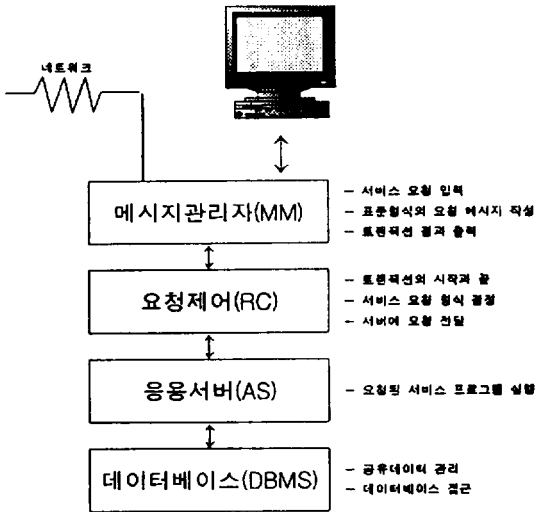 네트워크
메시지관리자(MM)
- 서비스 요청 입력
- 표준형식의 요청 메시지 작성
- 트랜잭션 결과 출력
요청제어(RC)
- 트랜잭션의 시작과 끝
- 서비스 요청 형식 결정
- 서버에 요청 전달
응용서버(AS)
- 요청된 서비스 프로그램 실행
데이터베이스(DBMS)
- 공유데이터 관리
- 데이터베이스 접근